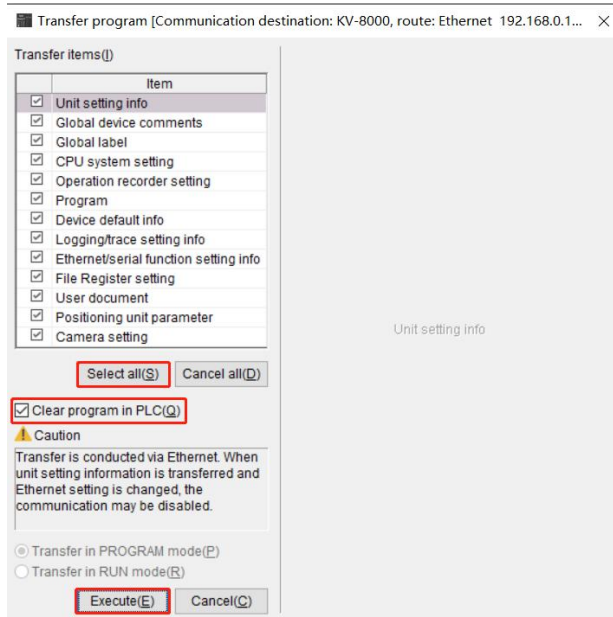 Transfer program [Communication destination: KV-8000, route: Ethernet 192.168.0.1...
Transfer items(I)
Item
Unit setting info
Global device comments
Global label
CPU system setting
Operation recorder setting
Program
Device default info
Logging/trace setting info
Ethernet/serial function setting info
File Register setting
User document
Positioning unit parameter
Camera setting
Unit setting info
Select all(S) Cancel all(D)
Clear program in PLC(Q)
Caution
Transfer is conducted via Ethernet. When
unit setting information is transferred and
Ethernet setting is changed, the
communication may be disabled.
Transfer in PROGRAM mode(P)
Transfer in RUN mode(R)
Execute(E) Cancel(C)